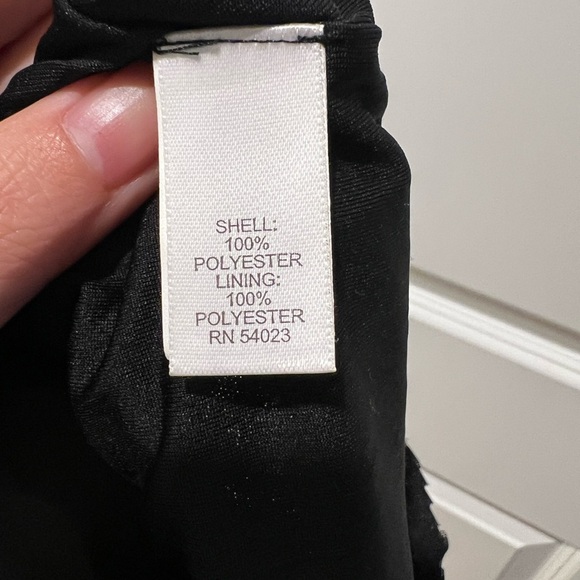 SHELL:
100%
POLYESTER
LINING:
100%
POLYESTER
RN 54023